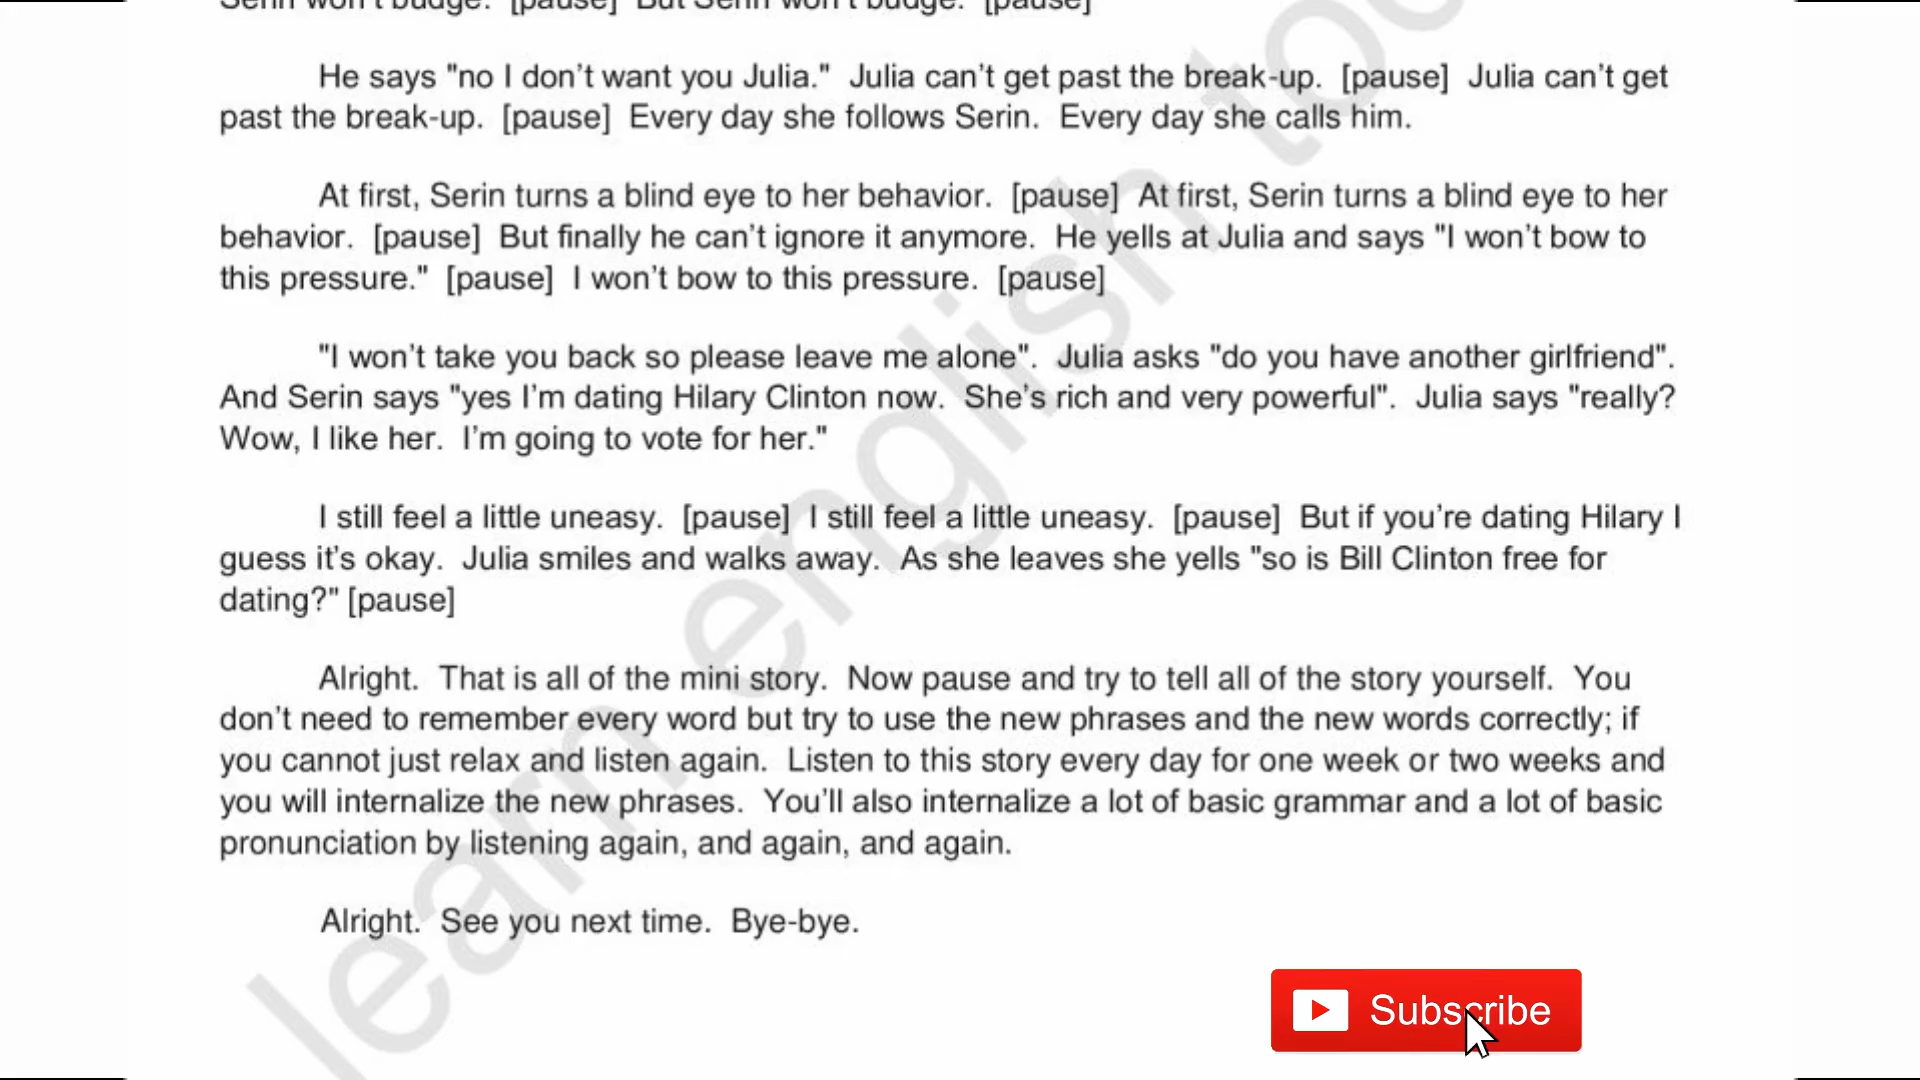 Serin won't budge. [pause] But Serin won't budge. [pause]
He says "no I don't want you Julia." Julia can't get past the break-up. [pause] Julia can't get
past the break-up. [pause] Every day she follows Serin. Every day she calls him.
At first, Serin turns a blind eye to her behavior. [pause] At first, Serin turns a blind eye to her
behavior. [pause] But finally he can't ignore it anymore. He yells at Julia and says "I won't bow to
this pressure." [pause] I won't bow to this pressure. [pause]
"I won't take you back so please leave me alone". Julia asks "do you have another girlfriend".
And Serin says "yes I'm dating Hilary Clinton now. She's rich and very powerful". Julia says "really?
Wow, I like her. I'm going to vote for her."
I still feel a little uneasy. [pause] I still feel a little uneasy. [pause] But if you're dating Hilary I
guess it's okay. Julia smiles and walks away. As she leaves she yells "so is Bill Clinton free for
dating?" [pause]
Alright. That is all of the mini story. Now pause and try to tell all of the story yourself. You
don't need to remember every word but try to use the new phrases and the new words correctly; if
you cannot just relax and listen again. Listen to this story every day for one week or two weeks and
you will internalize the new phrases. You'll also internalize a lot of basic grammar and a lot of basic
pronunciation by listening again, and again, and again.
Alright. See you next time. Bye-bye.
learn english
Subscribe